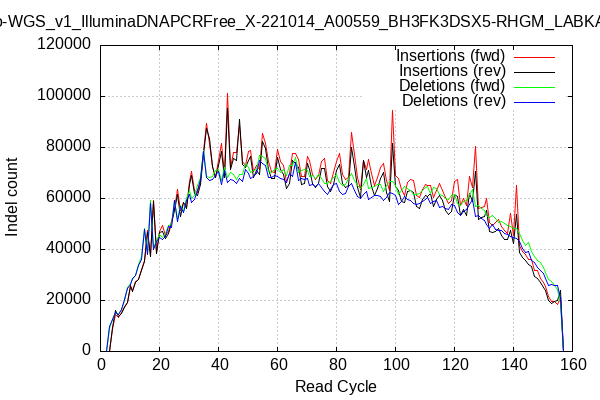 o-WGS_v1_IlluminaDNAPCRFree_X-221014_A00559_BH3FK3DSX5-RHGM_LABKA
Insertions (fwd)
Insertions (rev)
Deletions (fwd)
Deletions (rev)
Indel count
120000
100000
80000
60000
40000
20000
0
0 20 40 60 80 100 120 140 160
Read Cycle